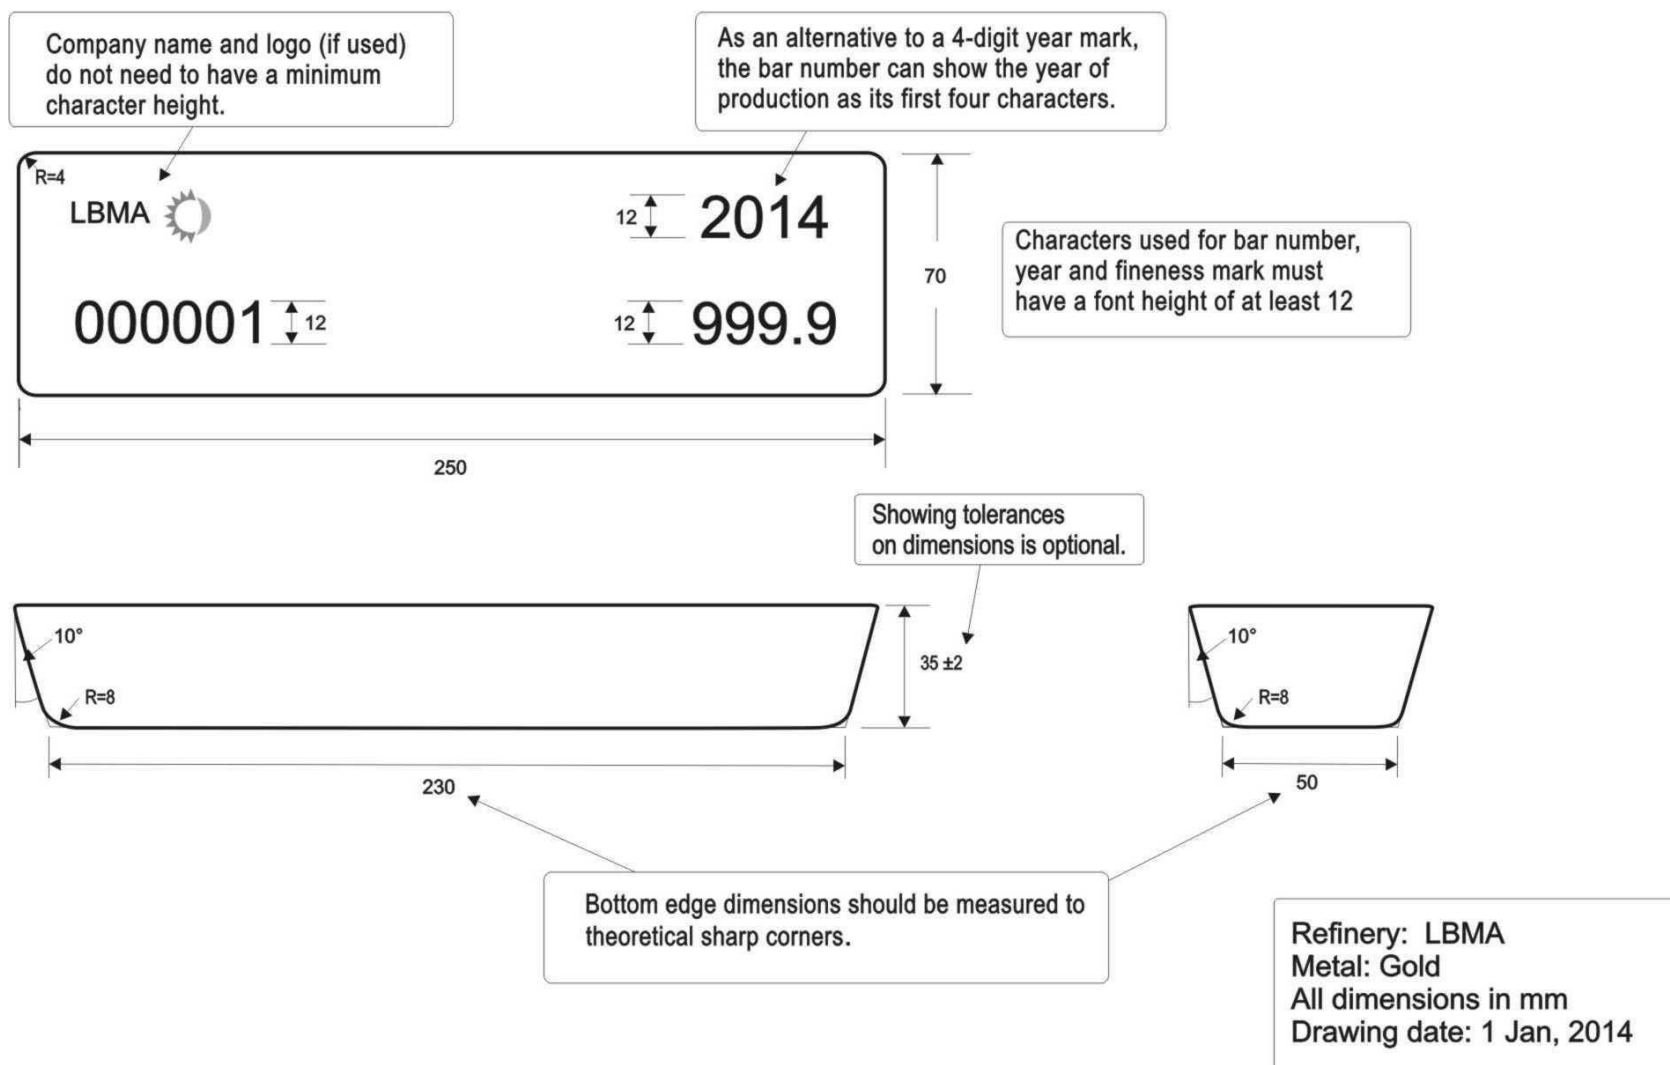 Company name and logo (if used)
do not need to have a minimum
character height.
As an alternative to a 4-digit year mark,
the bar number can show the year of
production as its first four characters.
R=4
LBMA
12
2014
70
Characters used for bar number,
year and fineness mark must
have a font height of at least 12
000001
12
12
999.9
250
Showing tolerances
on dimensions is optional.
10°
R=8
35 ±2
10°
R=8
230
50
Bottom edge dimensions should be measured to
theoretical sharp corners.
Refinery: LBMA
Metal: Gold
All dimensions in mm
Drawing date: 1 Jan, 2014